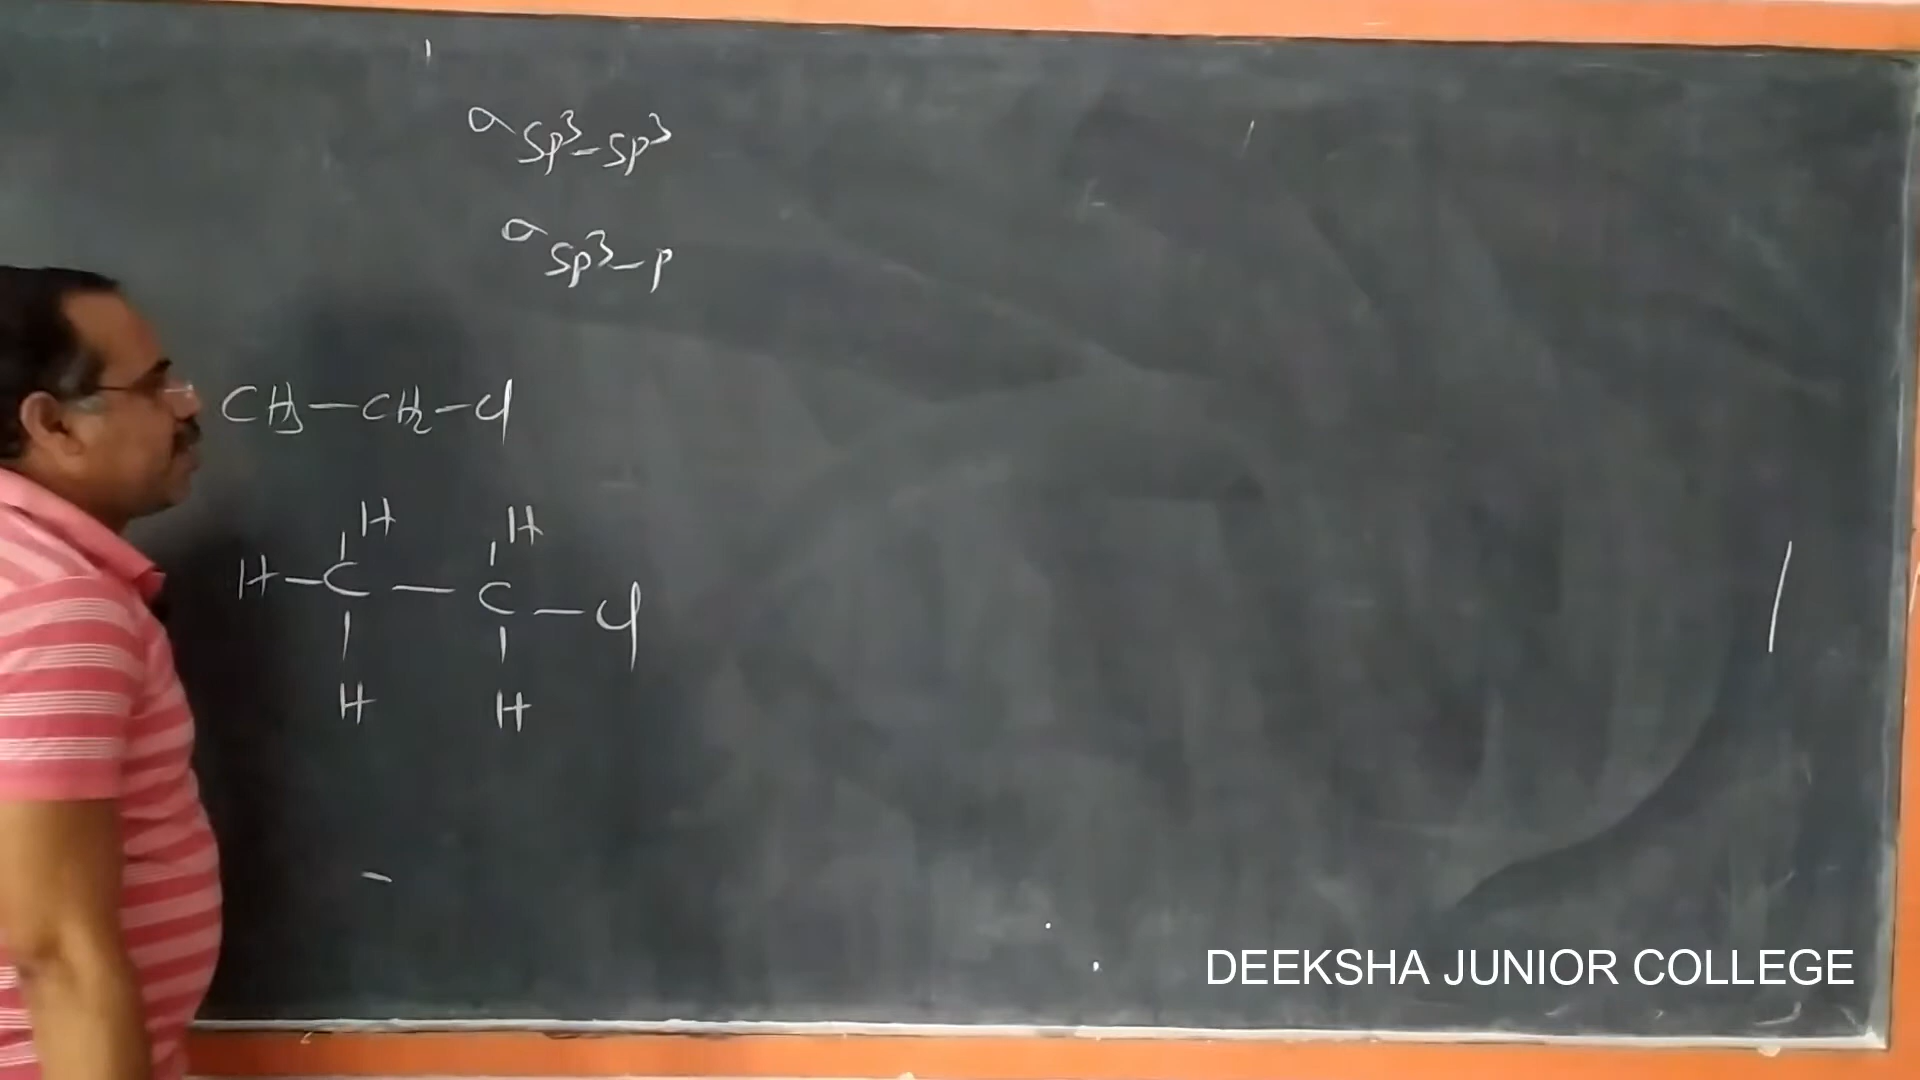 σ sp³-sp³
σ sp³-p
CH3-CH2-Cl
H H
H-C-C-Cl
H H
DEEKSHA JUNIOR COLLEGE